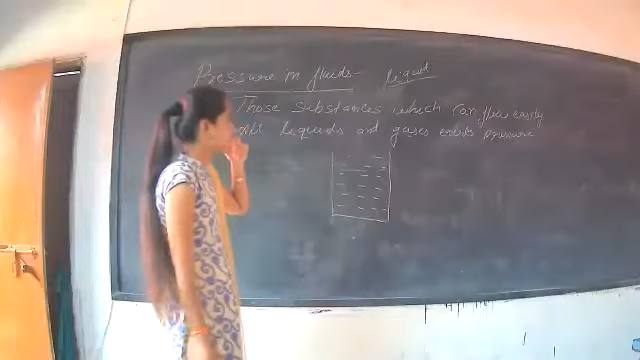 Pressure in fluids- liquid
Those Substances which can flow easily
All liquids and gases exerts pressure